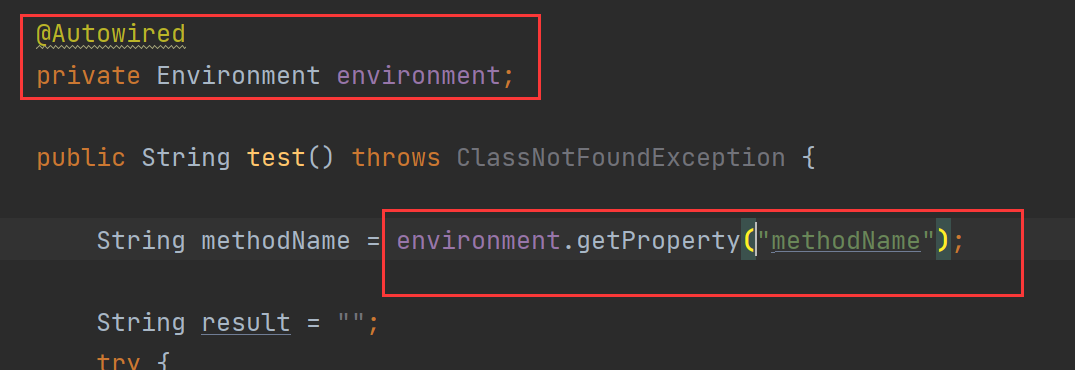 @Autowired
private Environment environment;
public String test() throws ClassNotFoundException {
String methodName = environment.getProperty("methodName");
String result = "";
try {